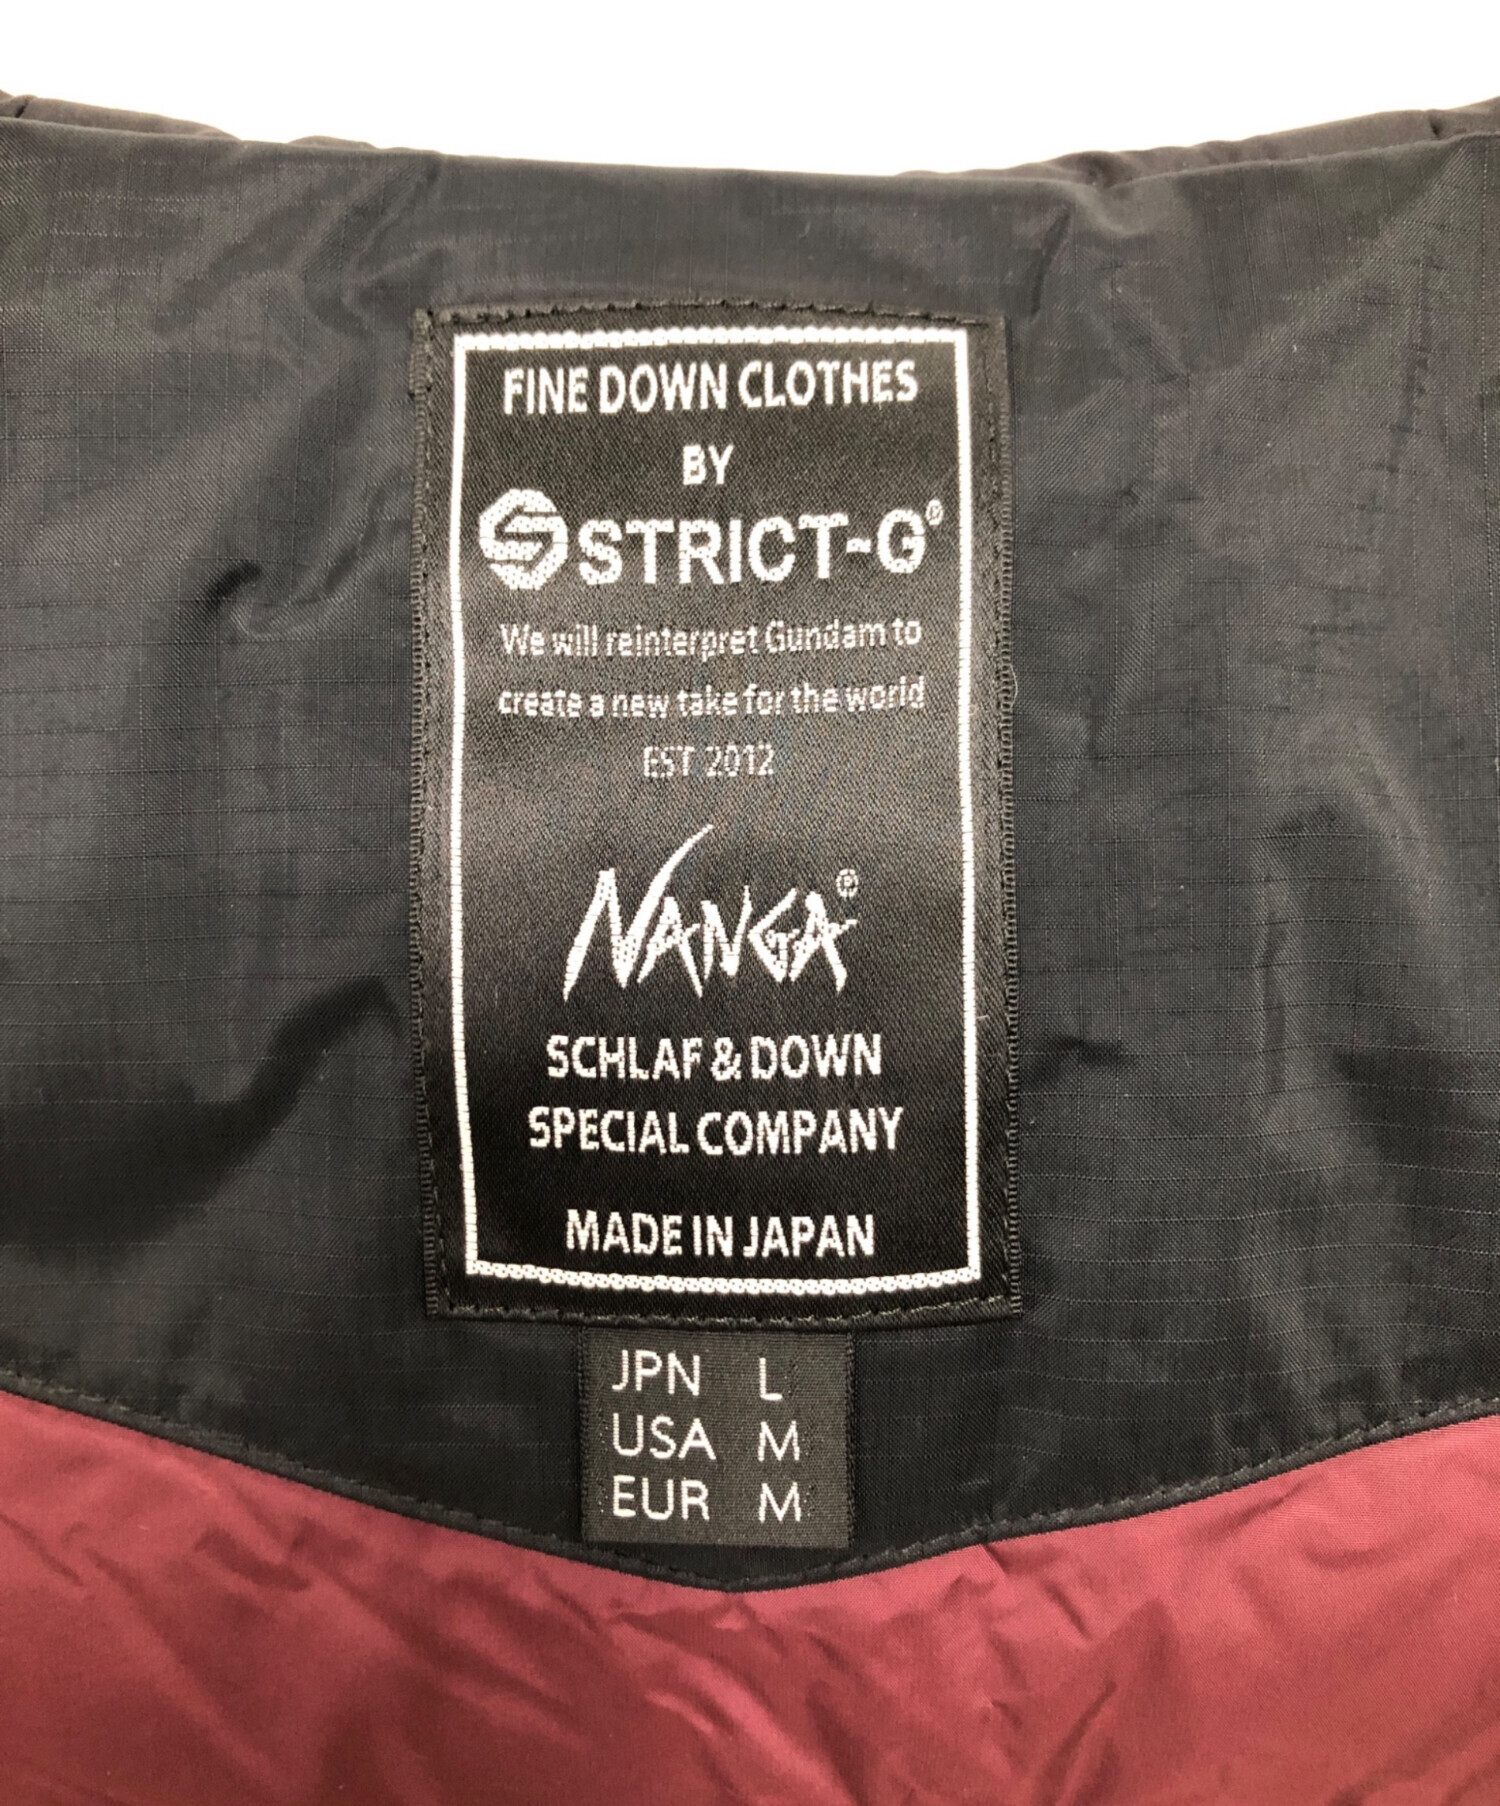 FINE DOWN CLOTHES
BY
STRICT-G®
We will reinterpret Gundam to
create a new take for the world
EST 2012
NANGA®
SCHLAF & DOWN
SPECIAL COMPANY
MADE IN JAPAN
JPN L
USA M
EUR M